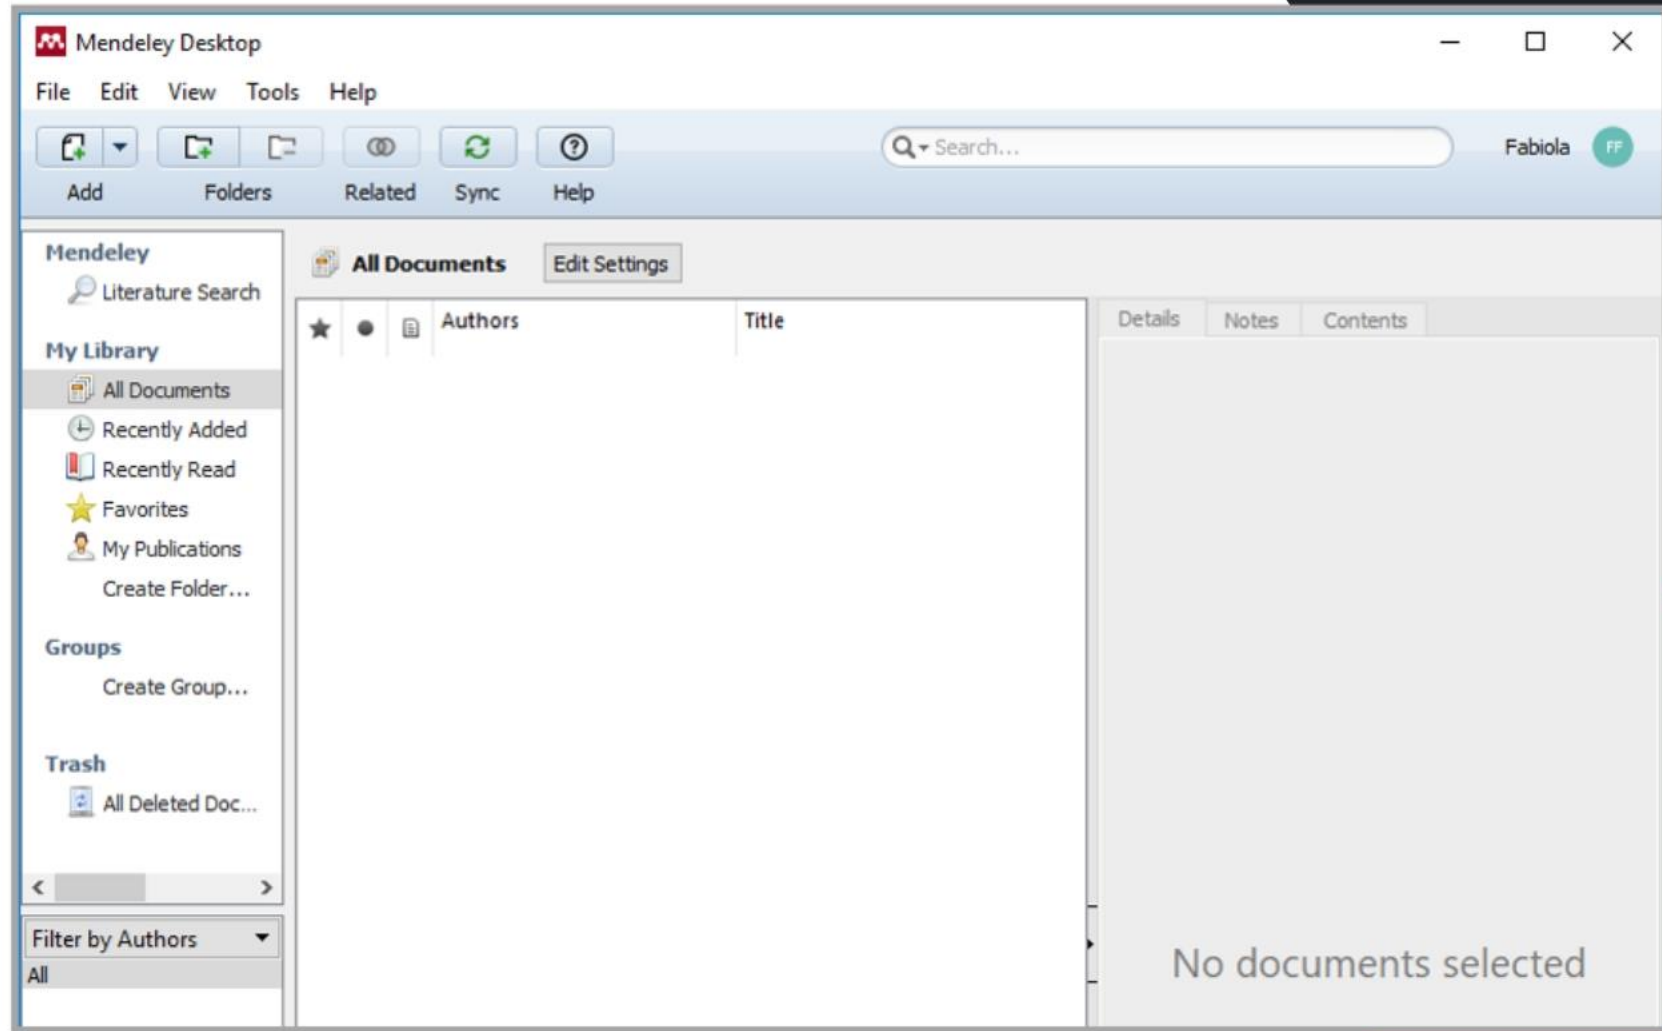 Mendeley Desktop
File Edit View Tools Help
Search...
Fabiola FF
Add Folders Related Sync Help
Mendeley
Literature Search
My Library
All Documents
Recently Added
Recently Read
Favorites
My Publications
Create Folder...
Groups
Create Group...
Trash
All Deleted Doc...
Filter by Authors
All
All Documents Edit Settings
Authors Title
Details Notes Contents
No documents selected